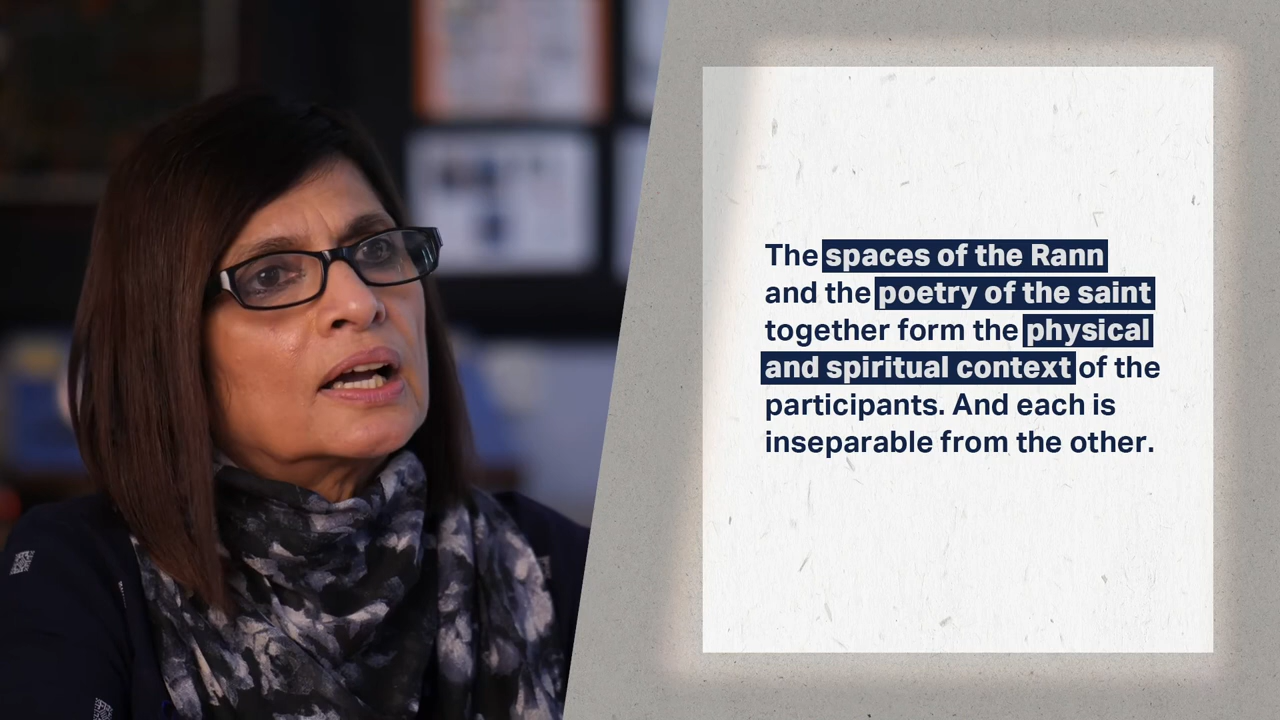 The spaces of the Rann
and the poetry of the saint
together form the physical
and spiritual context of the
participants. And each is
inseparable from the other.